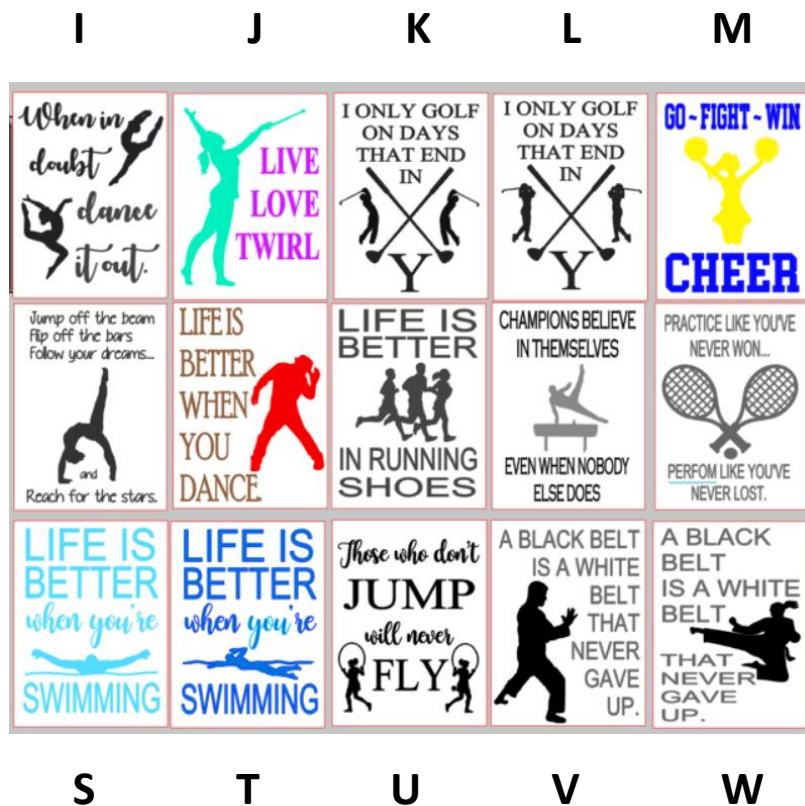 I J K L M
When in
doubt
dance
it out.
LIVE
LOVE
TWIRL
I ONLY GOLF
ON DAYS
THAT END
IN
Y
I ONLY GOLF
ON DAYS
THAT END
IN
Y
GO ~ FIGHT ~ WIN
CHEER
Jump off the beam
Flip off the bars
Follow your dreams...
and
Reach for the stars.
LIFE IS
BETTER
WHEN
YOU
DANCE.
LIFE IS
BETTER
IN RUNNING
SHOES
CHAMPIONS BELIEVE
IN THEMSELVES
EVEN WHEN NOBODY
ELSE DOES
PRACTICE LIKE YOU'VE
NEVER WON...
PERFOM LIKE YOU'VE
NEVER LOST.
LIFE IS
BETTER
when you're
SWIMMING
LIFE IS
BETTER
when you're
SWIMMING
Those who don't
JUMP
will never
FLY
A BLACK BELT
IS A WHITE
BELT
THAT
NEVER
GAVE
UP.
A BLACK
BELT
IS A WHITE
BELT
THAT
NEVER
GAVE
UP.
S T U V W